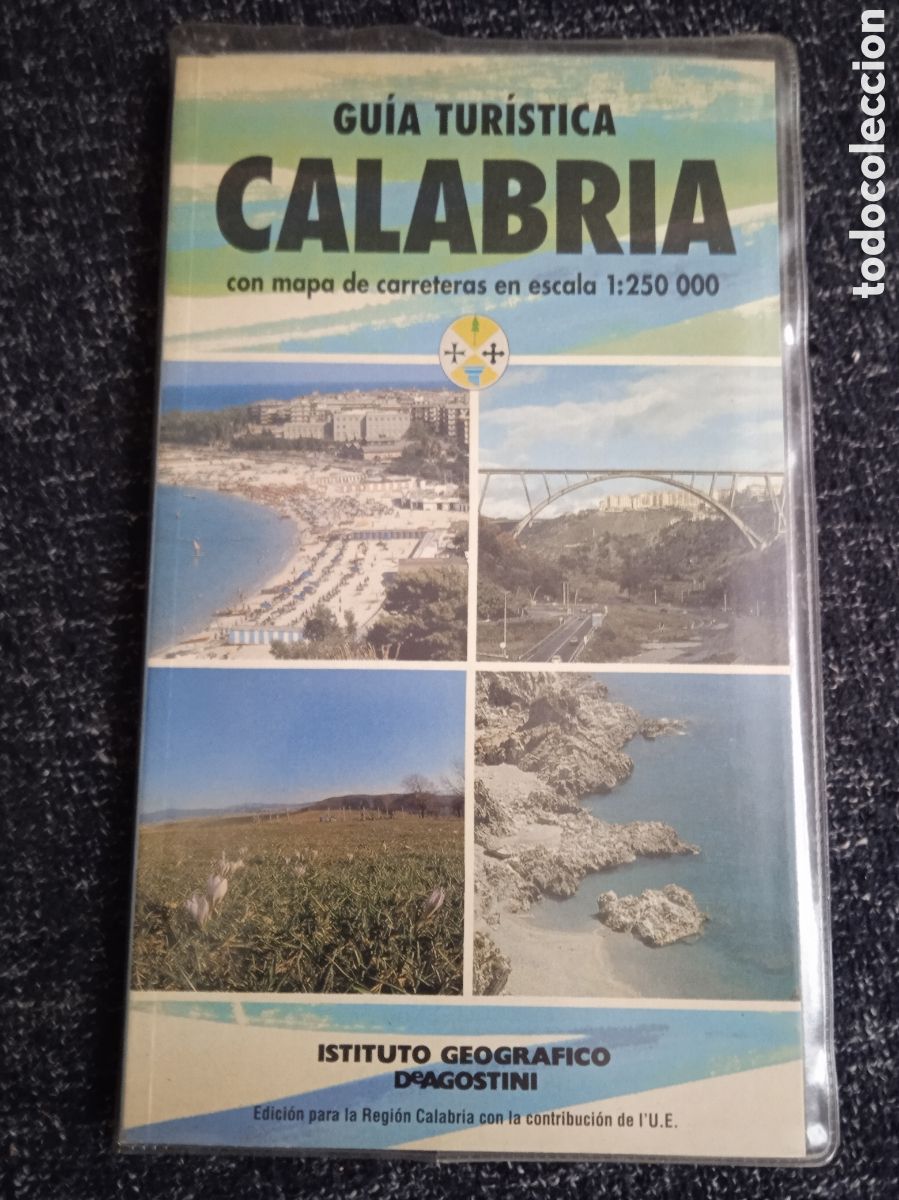 GUÍA TURÍSTICA
CALABRIA
con mapa de carreteras en escala 1:250 000
ISTITUTO GEOGRAFICO
DeAGOSTINI
Edición para la Región Calabria con la contribución de l'U.E.
todocoleccion